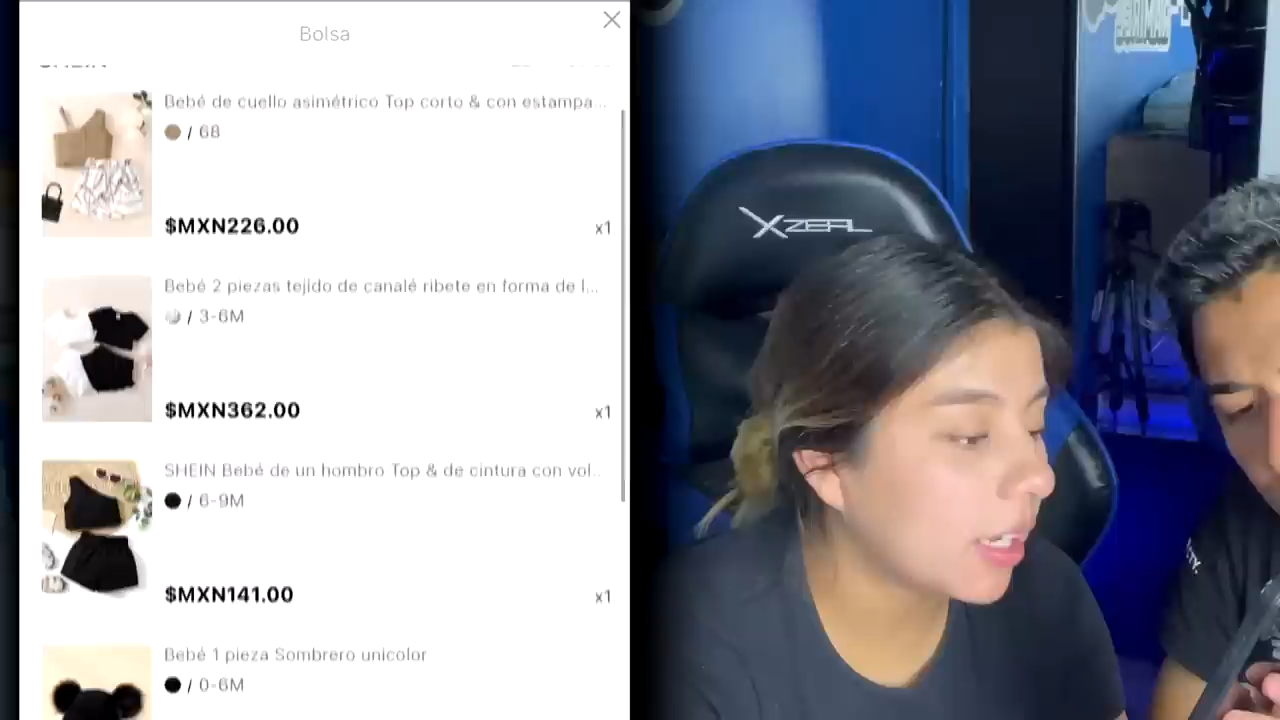 Bolsa
SHEIN
Bebé de cuello asimétrico Top corto & con estampa...
/ 68
$MXN226.00
x1
Bebé 2 piezas tejido de canalé ribete en forma de l...
/ 3-6M
$MXN362.00
x1
SHEIN Bebé de un hombro Top & de cintura con vol...
/ 6-9M
$MXN141.00
x1
Bebé 1 pieza Sombrero unicolor
/ 0-6M
XZEAL